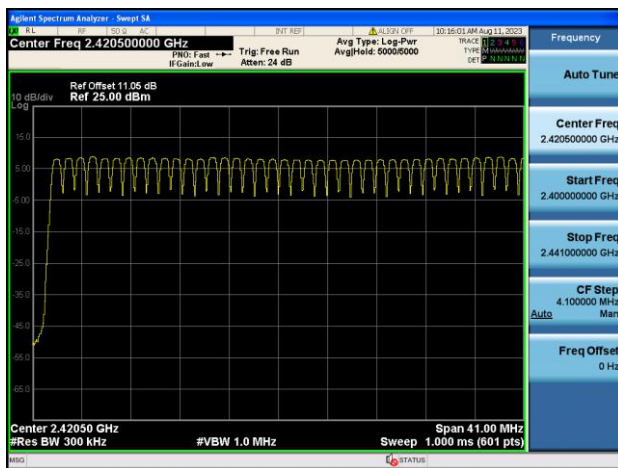 Agilent Spectrum Analyzer - Swept SA
RL RF 50 Ω AC INT REF ALIGN OFF 10:16:01 AM Aug 11, 2023
Center Freq 2.420500000 GHz
PNO: Fast
IFGain:Low
Trig: Free Run
Atten: 24 dB
Avg Type: Log-Pwr
Avg|Hold: 5000/5000
TRACE 1 2 3 4 5 6
TYPE
DET P N N N N N
Frequency
Ref Offset 11.05 dB
10 dB/div Ref 25.00 dBm
Log
15.0
5.00
-5.00
-15.0
-25.0
-35.0
-45.0
-55.0
-65.0
Center 2.42050 GHz Span 41.00 MHz
#Res BW 300 kHz #VBW 1.0 MHz Sweep 1.000 ms (601 pts)
MSG STATUS
Auto Tune
Center Freq
2.420500000 GHz
Start Freq
2.400000000 GHz
Stop Freq
2.441000000 GHz
CF Step
4.100000 MHz
Auto Man
Freq Offset
0 Hz